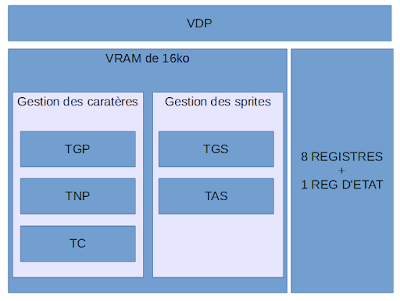 VDP
VRAM de 16ko
Gestion des caratères
TGP
TNP
TC
Gestion des sprites
TGS
TAS
8 REGISTRES
+
1 REG D'ETAT